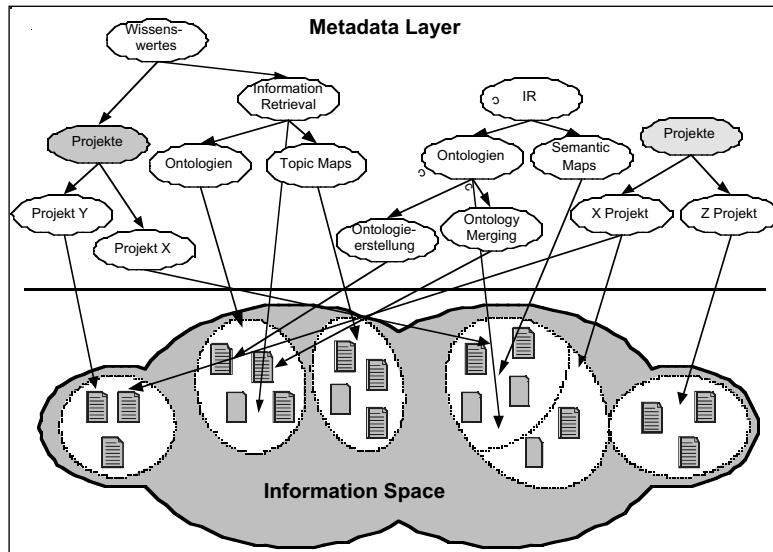 Metadata Layer
Wissens-
wertes
Information
Retrieval
IR
Projekte
Ontologien
Topic Maps
Ontologien
Semantic
Maps
Projekte
Projekt Y
Projekt X
Ontologie-
erstellung
Ontology
Merging
X Projekt
Z Projekt
Information Space